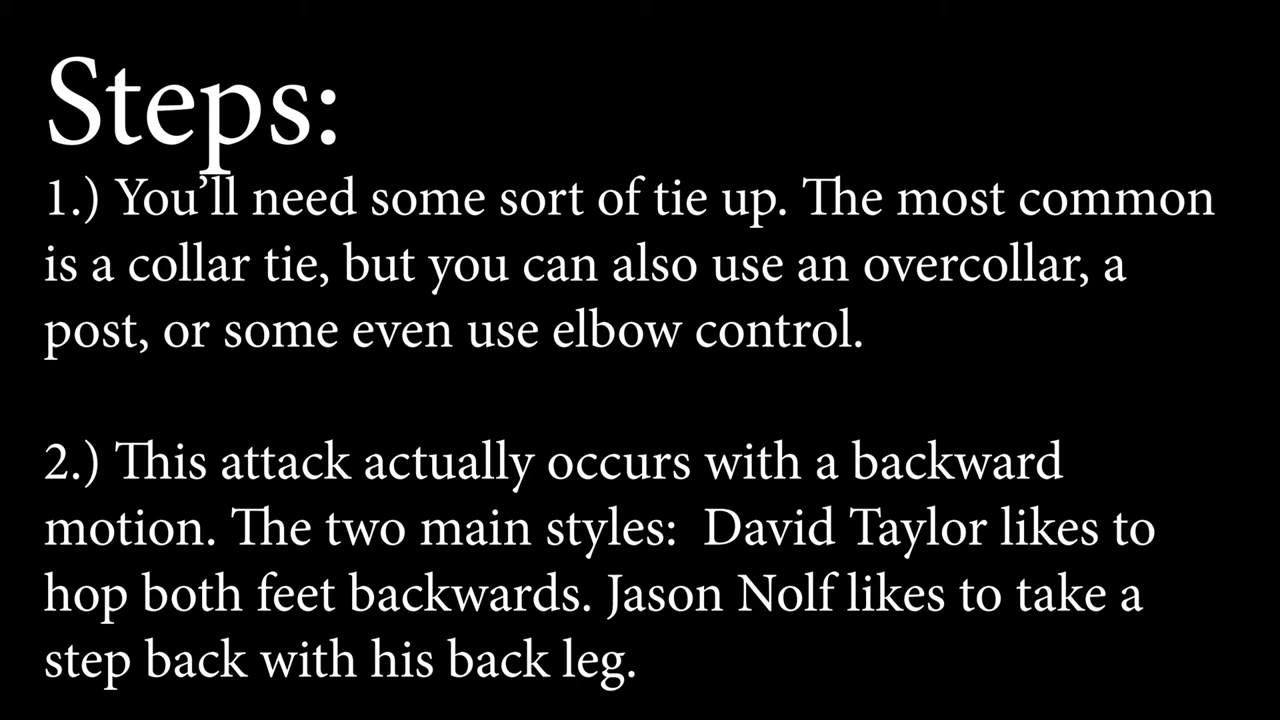 Steps:
1.) You’ll need some sort of tie up. The most common
is a collar tie, but you can also use an overcollar, a
post, or some even use elbow control.
2.) This attack actually occurs with a backward
motion. The two main styles:  David Taylor likes to
hop both feet backwards. Jason Nolf likes to take a
step back with his back leg.